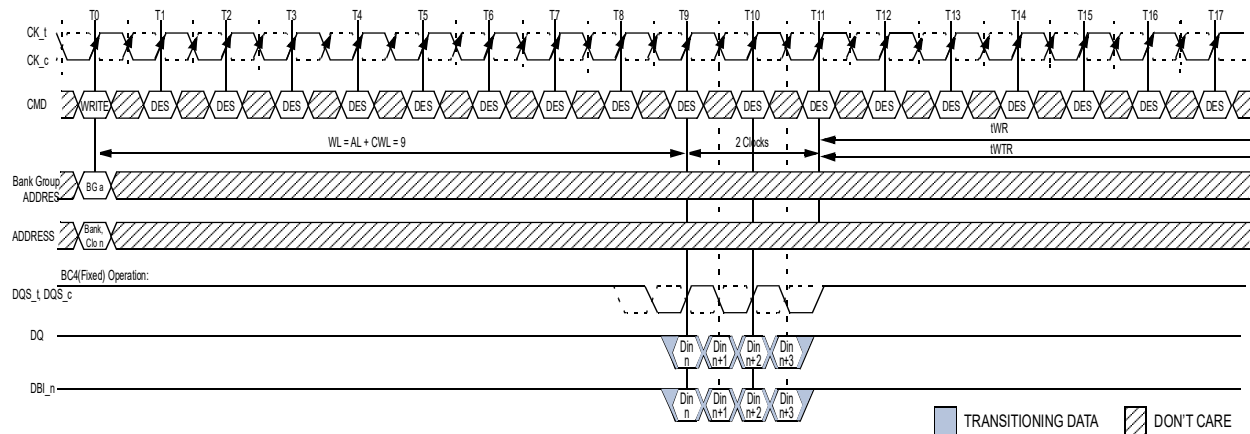 T0 T1 T2 T3 T4 T5 T6 T7 T8 T9 T10 T11 T12 T13 T14 T15 T16 T17
CK_t
CK_c
CMD WRITE DES DES DES DES DES DES DES DES DES DES DES DES DES DES DES DES DES
WL = AL + CWL = 9 2 Clocks tWR
tWTR
Bank Group
ADDRES BG a
ADDRESS Bank,
Clo n
BC4(Fixed) Operation:
DQS_t, DQS_c
DQ Din Din Din Din
n n+1 n+2 n+3
DBI_n Din Din Din Din
n n+1 n+2 n+3
TRANSITIONING DATA DON'T CARE